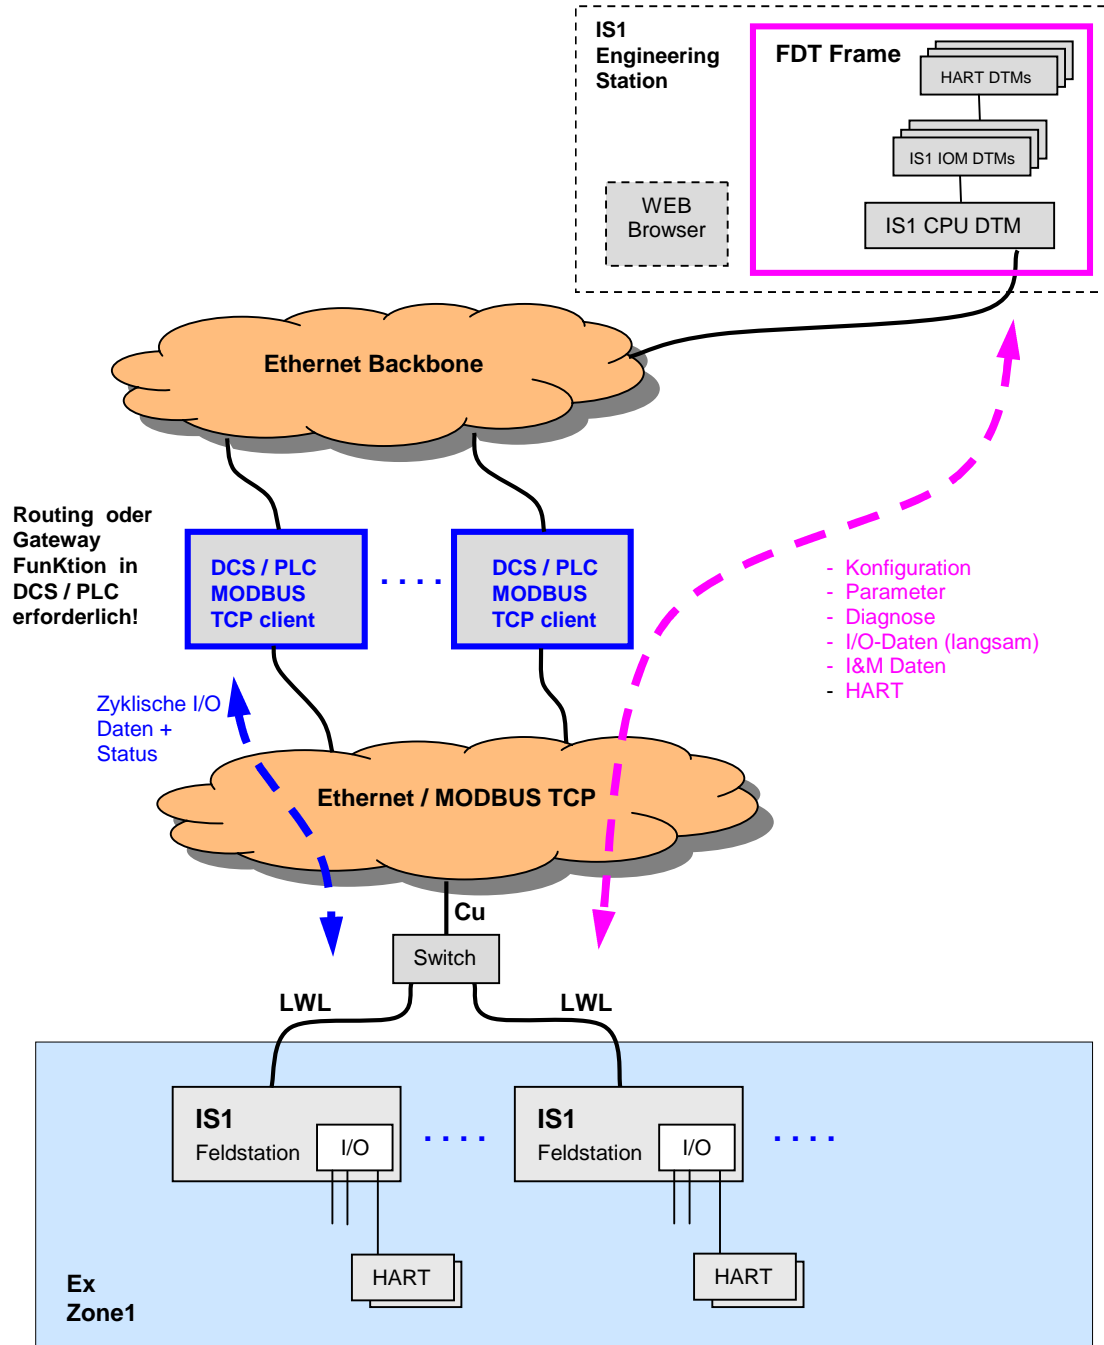 IS1
Engineering
Station
FDT Frame
HART DTMs
IS1 IOM DTMs
WEB
Browser
IS1 CPU DTM
Ethernet Backbone
Routing oder
Gateway
FunKtion in
DCS / PLC
erforderlich!
DCS / PLC
MODBUS
TCP client
. . . .
DCS / PLC
MODBUS
TCP client
- Konfiguration
- Parameter
- Diagnose
- I/O-Daten (langsam)
- I&M Daten
- HART
Zyklische I/O
Daten +
Status
Ethernet / MODBUS TCP
Cu
Switch
LWL
LWL
IS1
Feldstation
I/O
. . . .
IS1
Feldstation
I/O
. . . .
HART
HART
Ex
Zone1